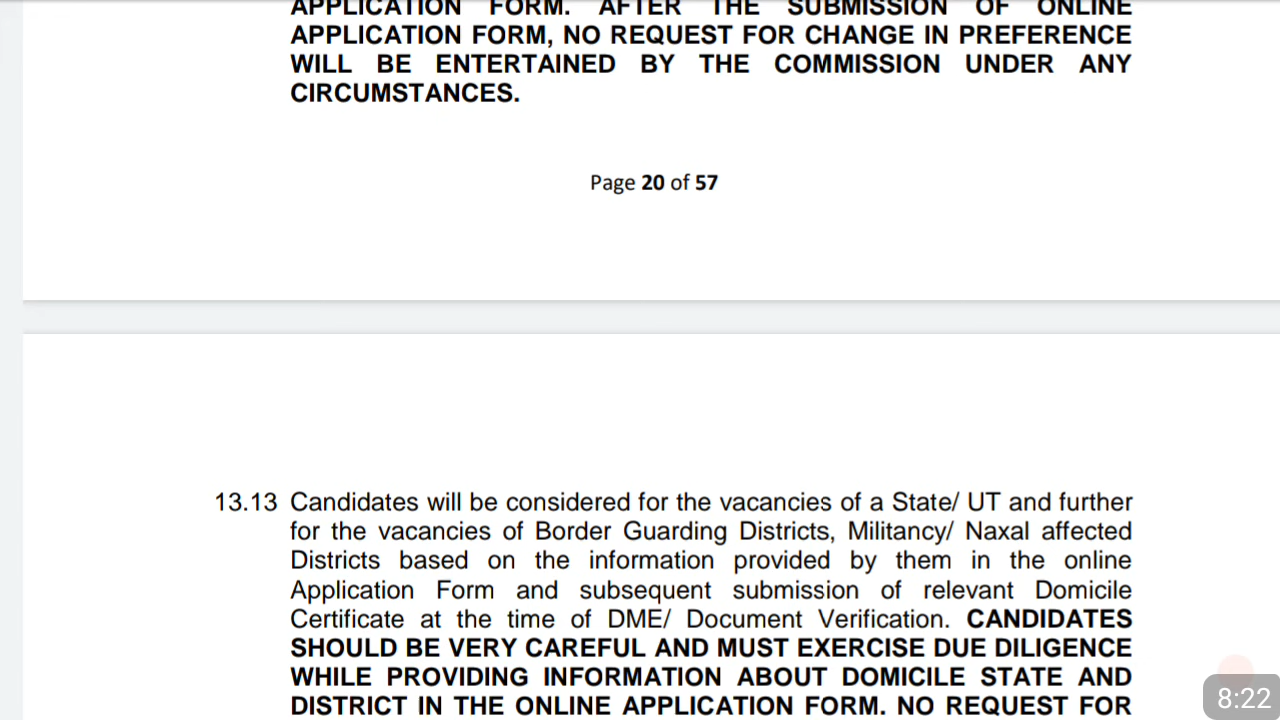 APPLICATION FORM. AFTER THE SUBMISSION OF ONLINE
APPLICATION FORM, NO REQUEST FOR CHANGE IN PREFERENCE
WILL BE ENTERTAINED BY THE COMMISSION UNDER ANY
CIRCUMSTANCES.
Page 20 of 57
13.13 Candidates will be considered for the vacancies of a State/ UT and further
for the vacancies of Border Guarding Districts, Militancy/ Naxal affected
Districts based on the information provided by them in the online
Application Form and subsequent submission of relevant Domicile
Certificate at the time of DME/ Document Verification. CANDIDATES
SHOULD BE VERY CAREFUL AND MUST EXERCISE DUE DILIGENCE
WHILE PROVIDING INFORMATION ABOUT DOMICILE STATE AND
DISTRICT IN THE ONLINE APPLICATION FORM. NO REQUEST FOR
8:22